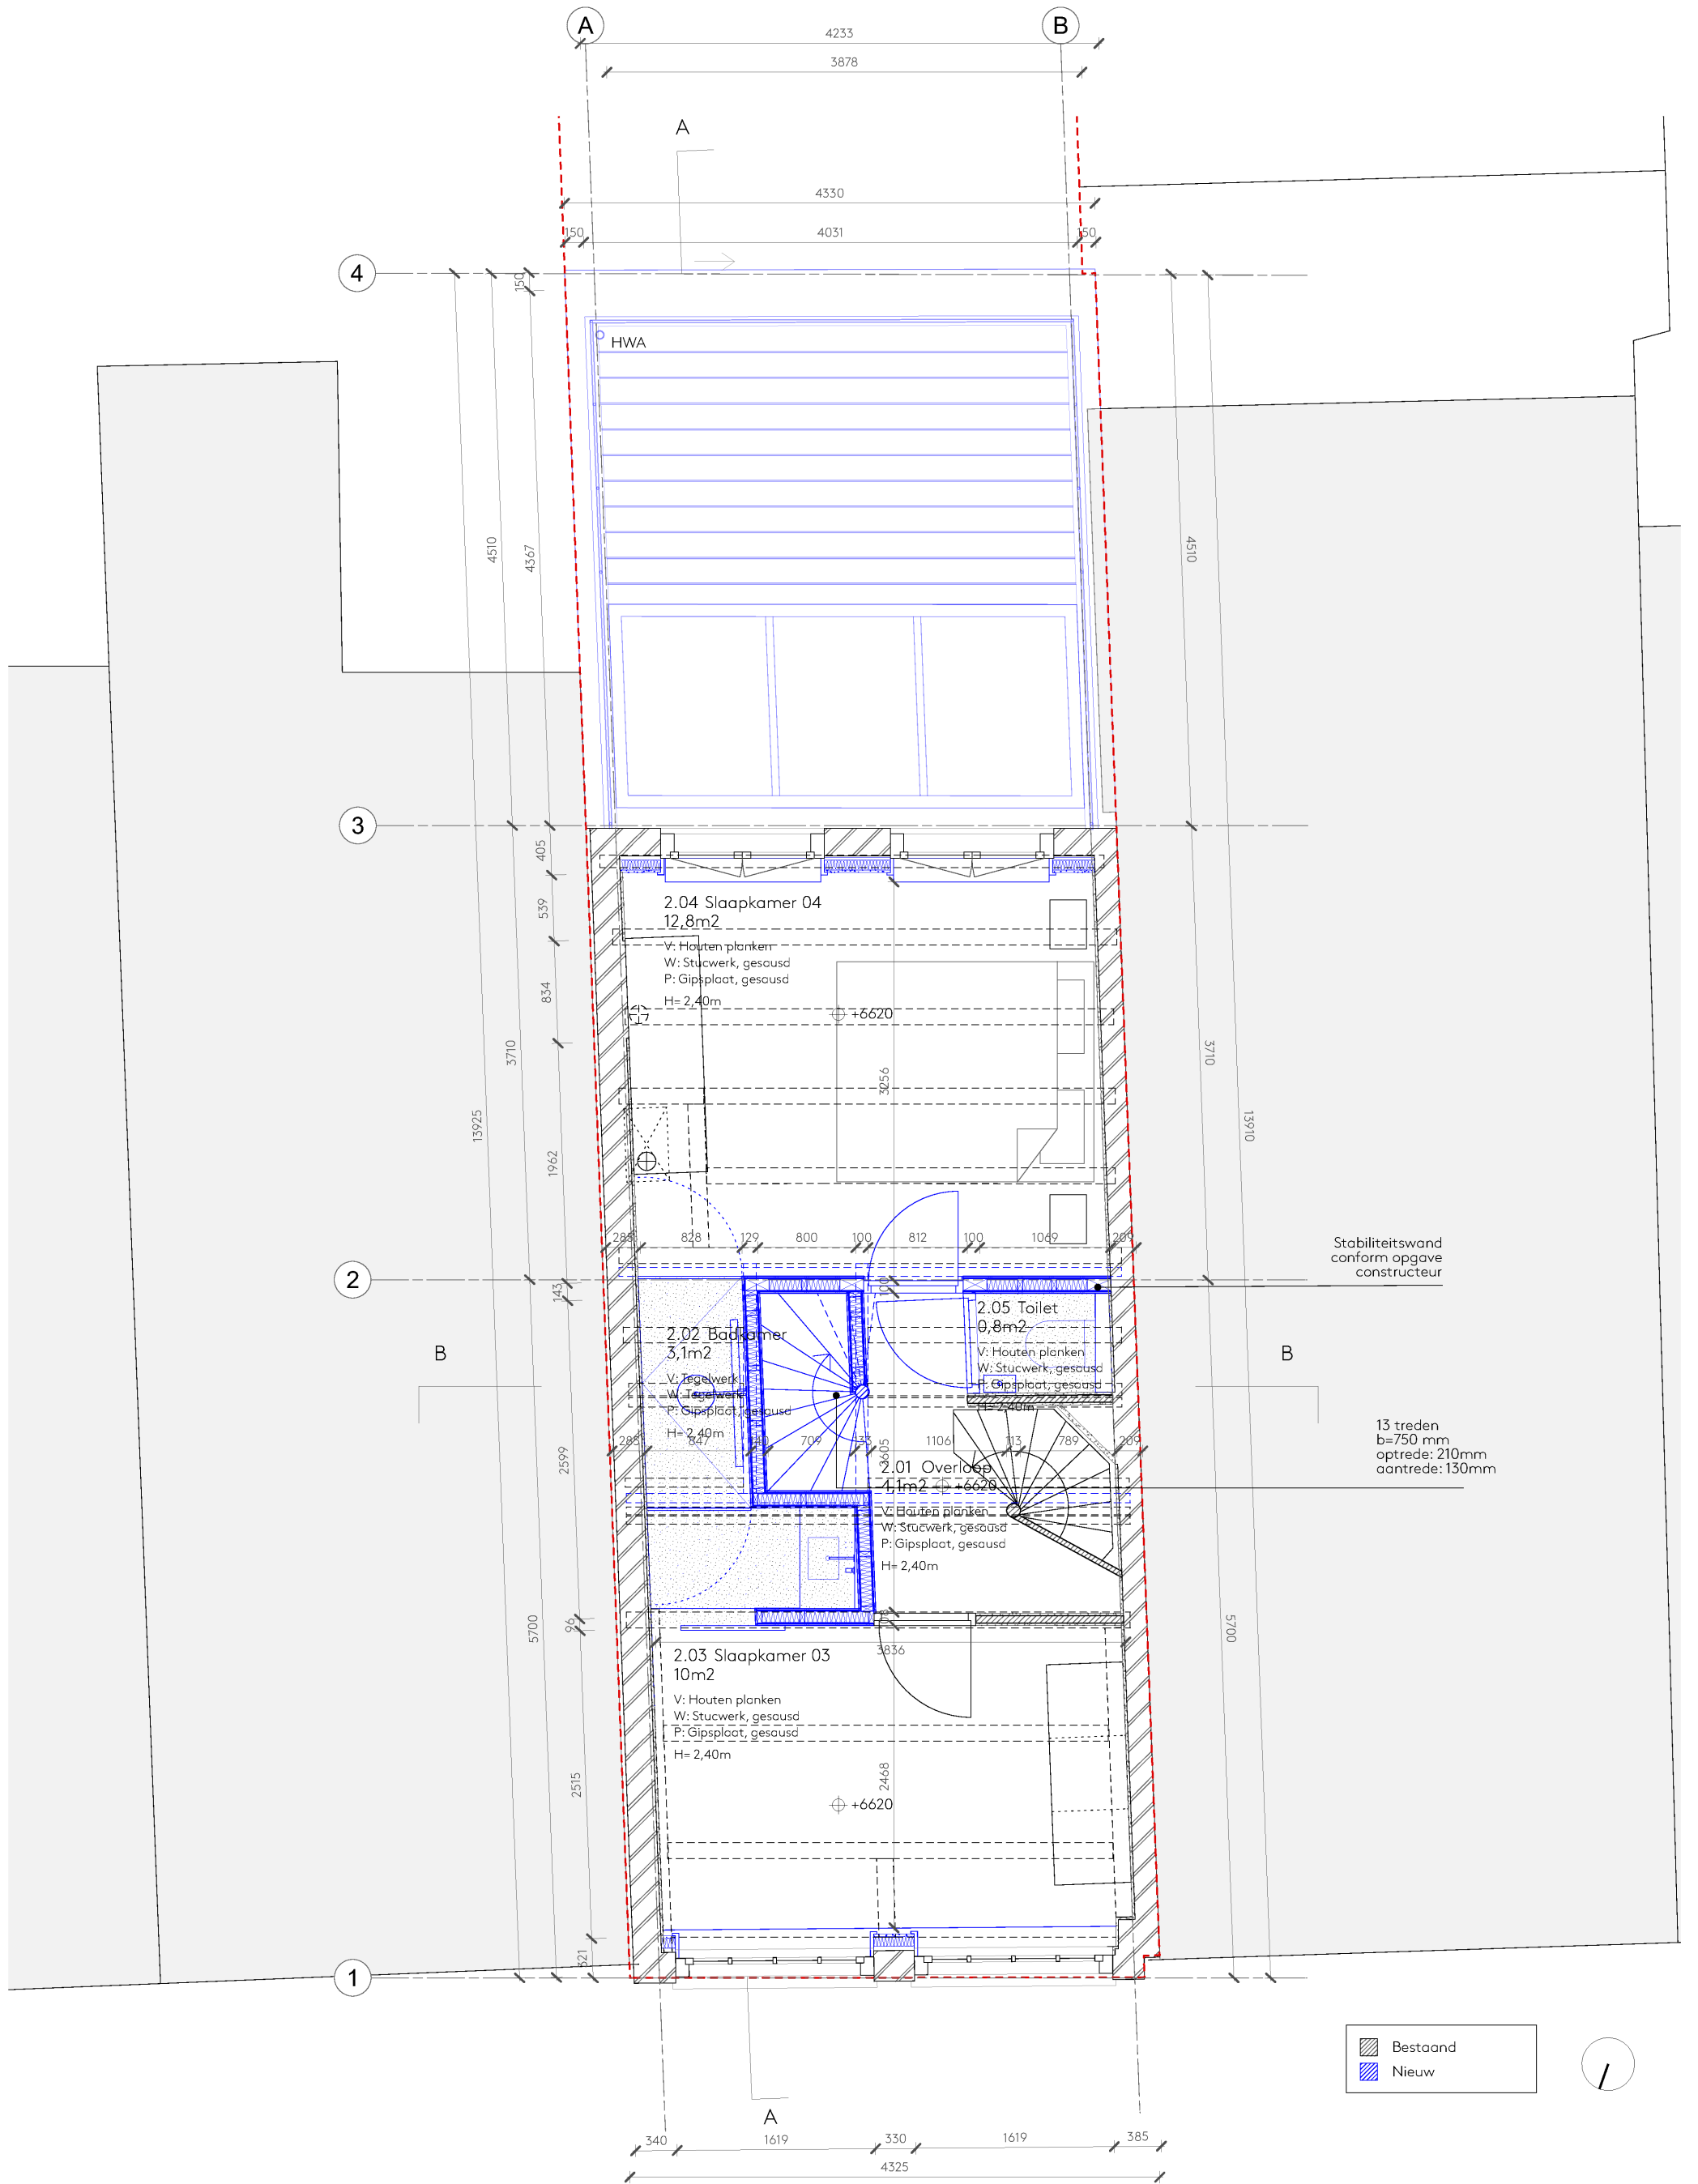 A
B
4233
3878
A
4330
150
4031
150
4
150
HWA
4510
4367
4510
3
405
539
834
3710
13925
1962
2.04 Slaapkamer 04
12,8m2
V: Houten planken
W: Stucwerk, gesausd
P: Gipsplaat, gesausd
H= 2,40m
+6620
3256
3710
13910
285
828
129
800
100
812
100
1069
209
2
143
100
Stabiliteitswand
conform opgave
constructeur
2.05 Toilet
0,8m2
V: Houten planken
W: Stucwerk, gesausd
P: Gipsplaat, gesausd
H= 2,40m
2.02 Badkamer
3,1m2
V: Tegelwerk
W: Tegelwerk
P: Gipsplaat, gesausd
H= 2,40m
B
B
285
847
709
1106
113
789
209
2599
2.01 Overloop
4,1m2
+6620
V: Houten planken
W: Stucwerk, gesausd
P: Gipsplaat, gesausd
H= 2,40m
13 treden
b=750 mm
optrede: 210mm
aantrede: 130mm
96
5700
5700
3836
2.03 Slaapkamer 03
10m2
V: Houten planken
W: Stucwerk, gesausd
P: Gipsplaat, gesausd
H= 2,40m
2515
2468
+6620
321
1
Bestaand
Nieuw
A
340
1619
330
1619
385
4325